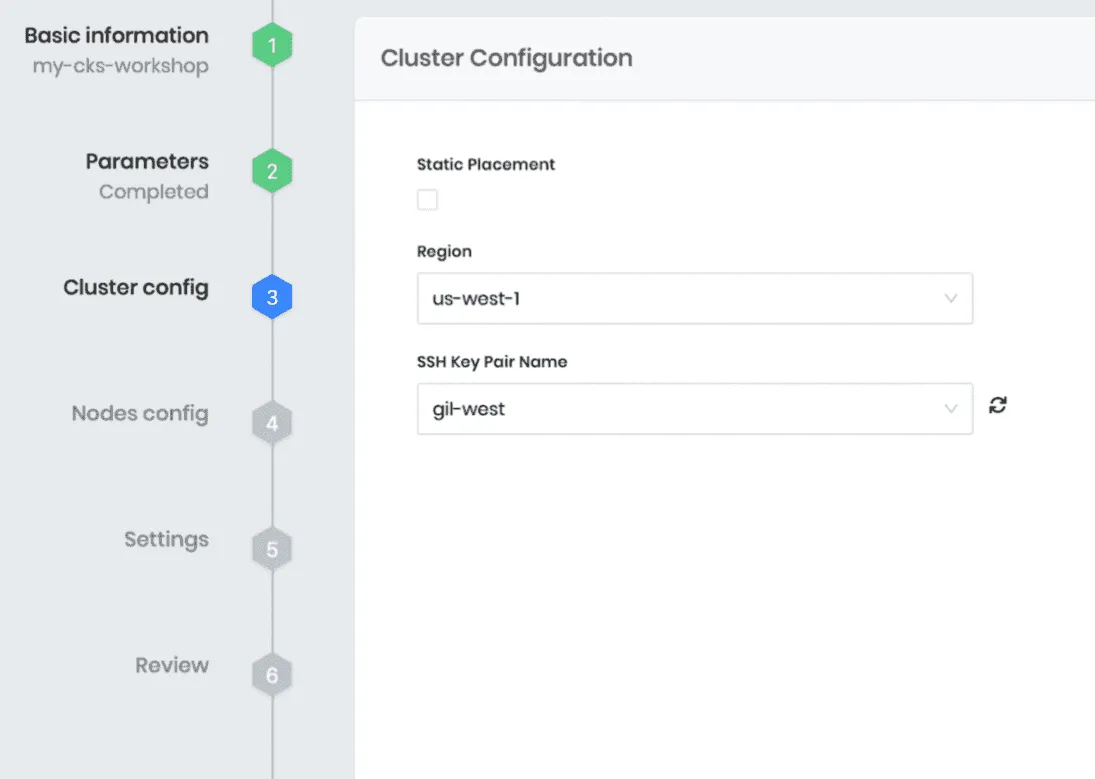 Basic information
my-cks-workshop
1
Parameters
Completed
2
Cluster config
3
Nodes config
4
Settings
5
Review
6
Cluster Configuration
Static Placement
Region
us-west-1
SSH Key Pair Name
gil-west